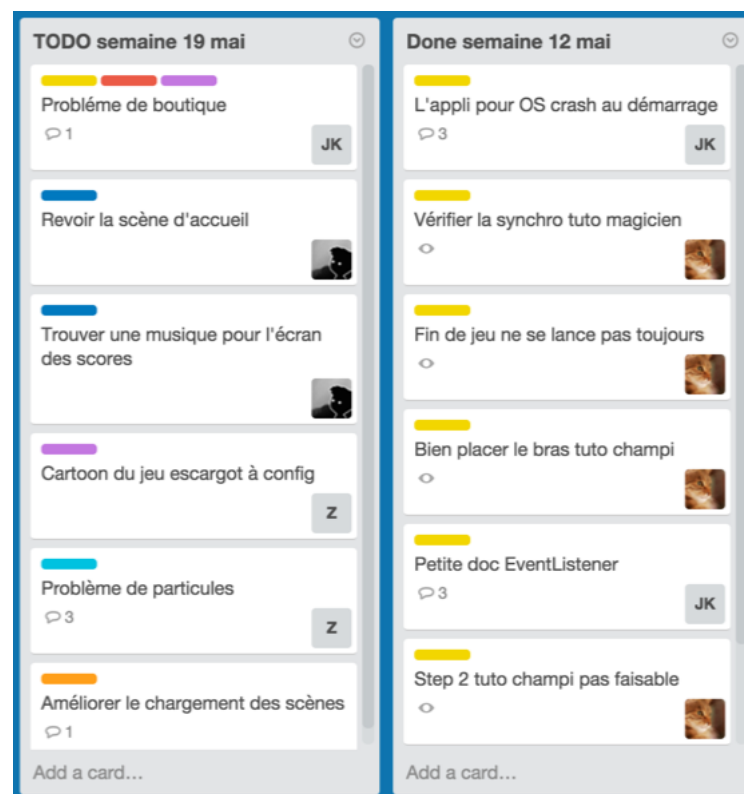 TODO semaine 19 mai
Probléme de boutique
1
JK
Revoir la scène d'accueil
Trouver une musique pour l'écran
des scores
Cartoon du jeu escargot à config
Z
Problème de particules
3
Z
Améliorer le chargement des scènes
1
Add a card...
Done semaine 12 mai
L'appli pour OS crash au démarrage
3
JK
Vérifier la synchro tuto magicien
Fin de jeu ne se lance pas toujours
Bien placer le bras tuto champi
Petite doc EventListener
3
JK
Step 2 tuto champi pas faisable
Add a card...